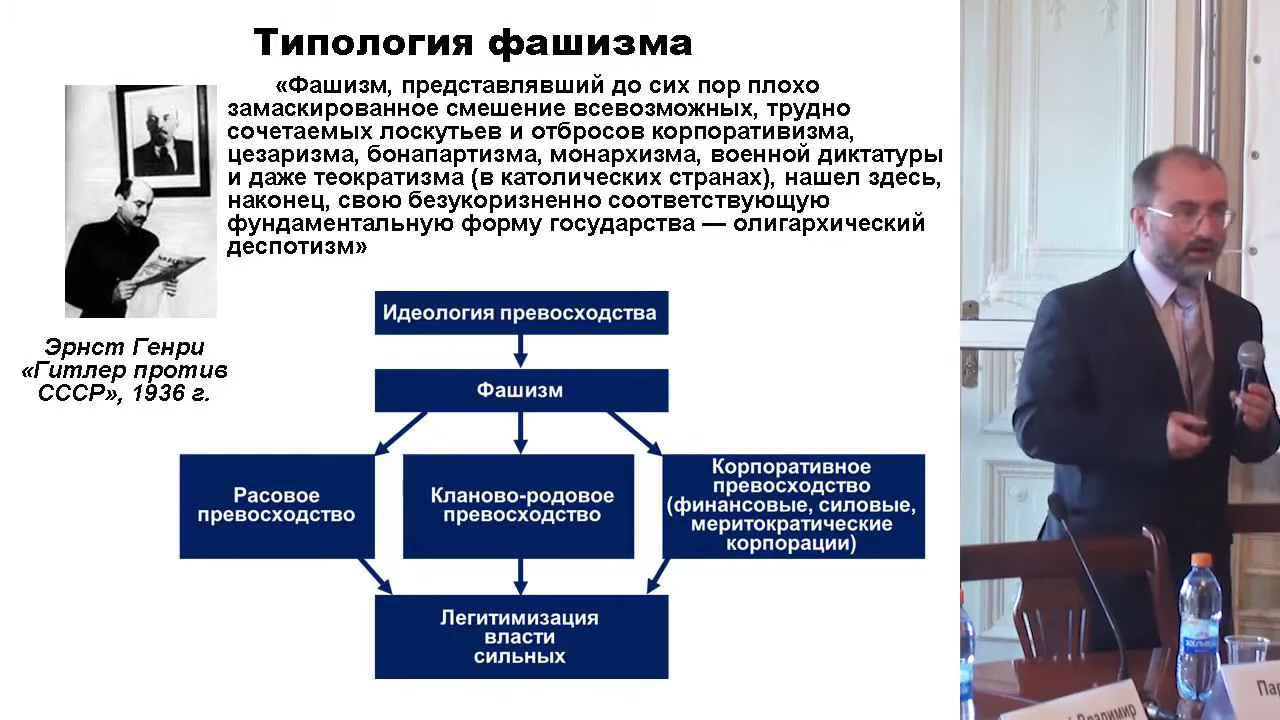 Типология фашизма
«Фашизм, представлявший до сих пор плохо
замаскированное смешение всевозможных, трудно
сочетаемых лоскутьев и отбросов корпоративизма,
цезаризма, бонапартизма, монархизма, военной диктатуры
и даже теократизма (в католических странах), нашел здесь,
наконец, свою безукоризненно соответствующую
фундаментальную форму государства — олигархический
деспотизм»
Эрнст Генри
«Гитлер против
СССР», 1936 г.
Идеология превосходства
Фашизм
Расовое
превосходство
Кланово-родовое
превосходство
Корпоративное
превосходство
(финансовые, силовые,
меритократические
корпорации)
Легитимизация
власти
сильных
Владимир